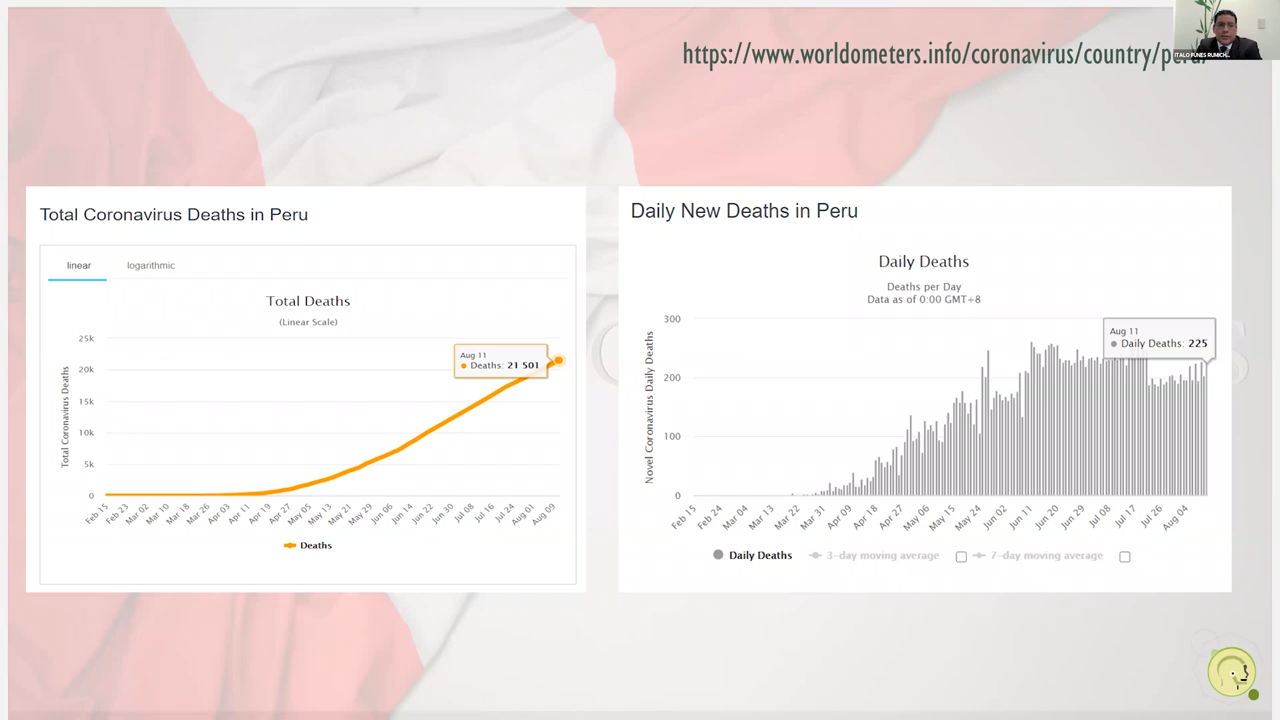 https://www.worldometers.info/coronavirus/country/peru/
ITALO FUNES RUMICH...
Total Coronavirus Deaths in Peru
linear
logarithmic
Total Deaths
(Linear Scale)
Total Coronavirus Deaths
25k
20k
15k
10k
5k
0
Aug 11
Deaths: 21 501
Feb 15
Feb 23
Mar 02
Mar 10
Mar 18
Mar 26
Apr 03
Apr 11
Apr 19
Apr 27
May 05
May 13
May 21
May 29
Jun 06
Jun 14
Jun 22
Jun 30
Jul 08
Jul 16
Jul 24
Aug 01
Aug 09
Deaths
Daily New Deaths in Peru
Daily Deaths
Deaths per Day
Data as of 0:00 GMT+8
Novel Coronavirus Daily Deaths
300
200
100
0
Aug 11
Daily Deaths: 225
Feb 15
Feb 24
Mar 04
Mar 13
Mar 22
Mar 31
Apr 09
Apr 18
Apr 27
May 06
May 15
May 24
Jun 02
Jun 11
Jun 20
Jun 29
Jul 08
Jul 17
Jul 26
Aug 04
Daily Deaths
3-day moving average
7-day moving average